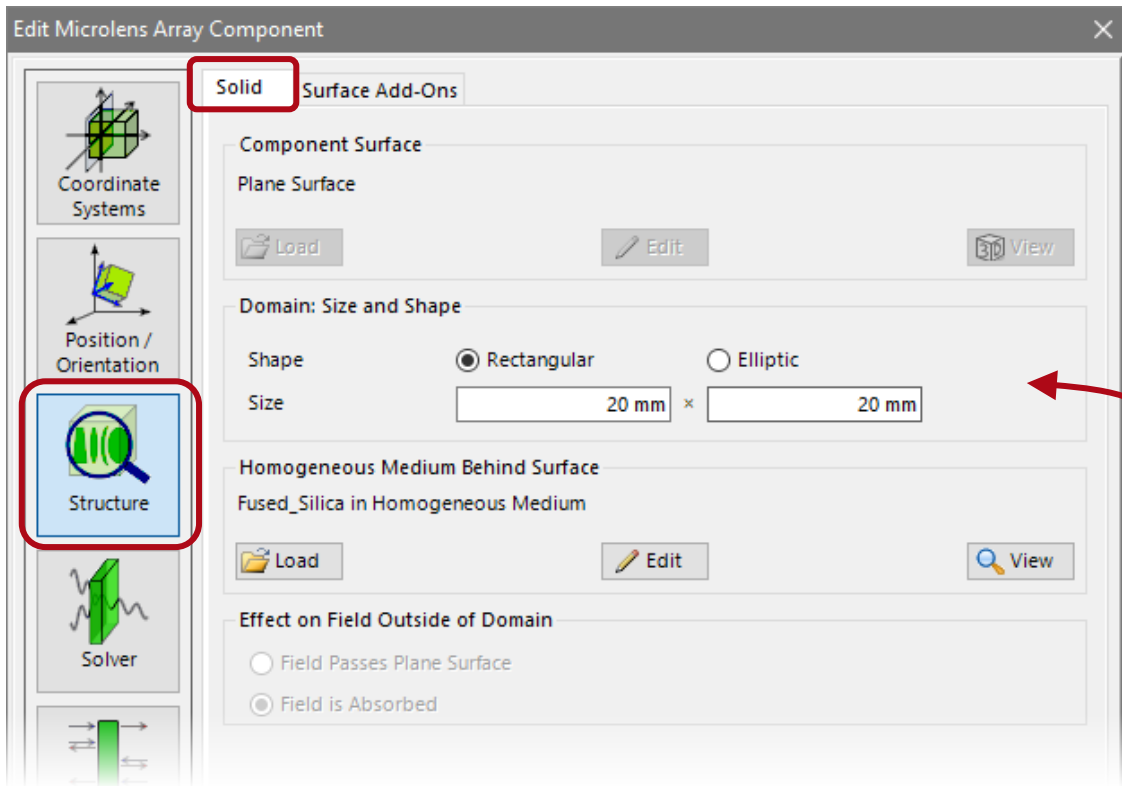 Edit Microlens Array Component
Solid
Surface Add-Ons
Coordinate
Systems
Position /
Orientation
Structure
Solver
Component Surface
Plane Surface
Load
Edit
3D View
Domain: Size and Shape
Shape
Rectangular
Elliptic
Size
20 mm × 20 mm
Homogeneous Medium Behind Surface
Fused_Silica in Homogeneous Medium
Load
Edit
View
Effect on Field Outside of Domain
Field Passes Plane Surface
Field is Absorbed